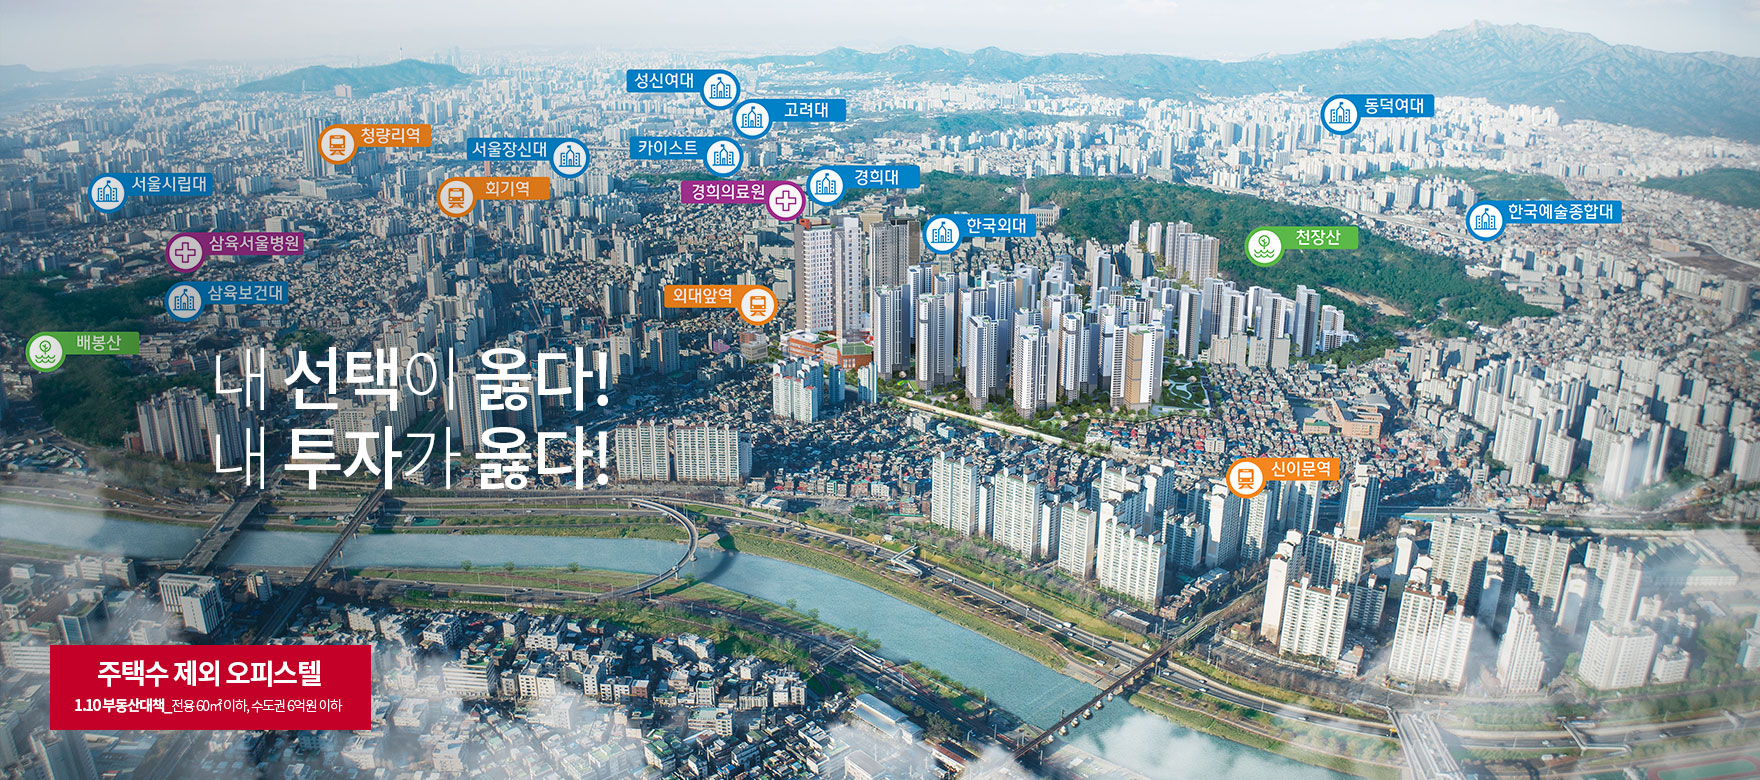 성신여대
고려대
동덕여대
청량리역
서울장신대
카이스트
서울시립대
회기역
경희의료원
경희대
한국외대
한국예술종합대
삼육서울병원
천장산
삼육보건대
외대앞역
배봉산
내 선택이 옳다!
내 투자가 옳다!
신이문역
주택수 제외 오피스텔
1.10 부동산대책_전용 60㎡ 이하, 수도권 6억원 이하